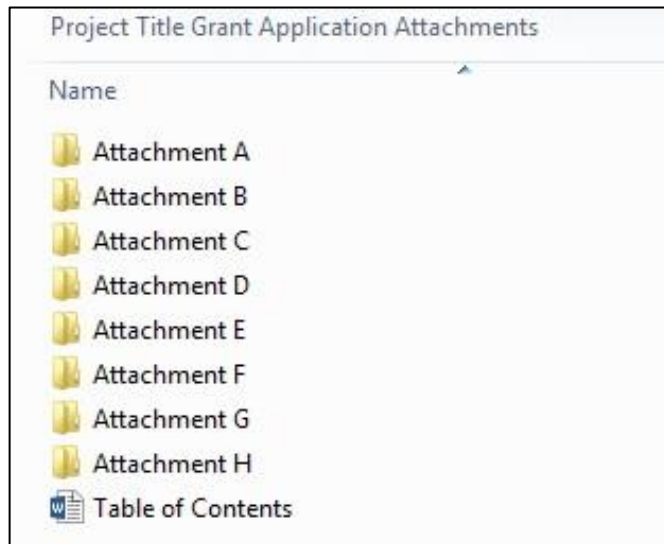 Project Title Grant Application Attachments
Name
Attachment A
Attachment B
Attachment C
Attachment D
Attachment E
Attachment F
Attachment G
Attachment H
Table of Contents